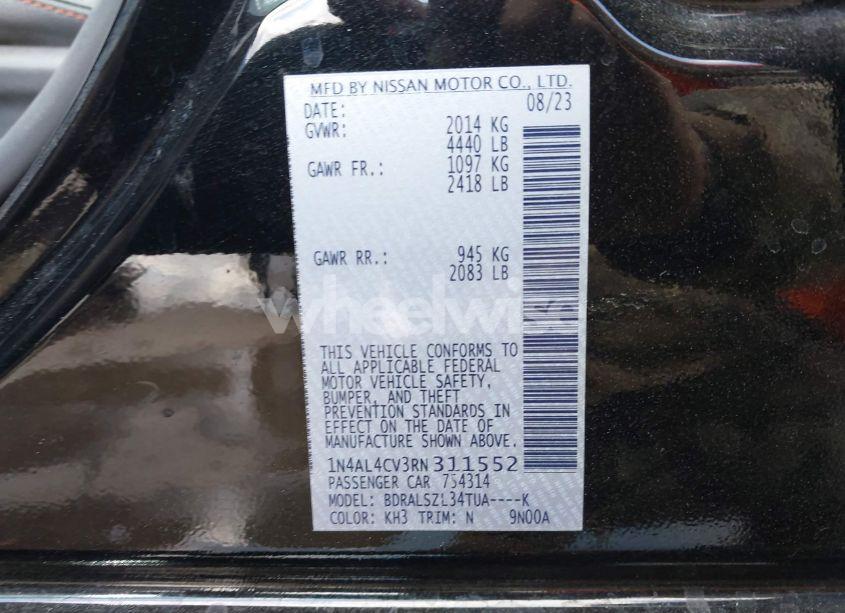 MFD BY NISSAN MOTOR CO., LTD.
DATE: 08/23
GVWR: 2014 KG
4440 LB
GAWR FR.: 1097 KG
2418 LB
GAWR RR.: 945 KG
2083 LB
wheelwise
THIS VEHICLE CONFORMS TO
ALL APPLICABLE FEDERAL
MOTOR VEHICLE SAFETY,
BUMPER, AND THEFT
PREVENTION STANDARDS IN
EFFECT ON THE DATE OF
MANUFACTURE SHOWN ABOVE.
1N4AL4CV3RN311552
PASSENGER CAR 754314
MODEL: BDRALSZL34TUA----K
COLOR: KH3 TRIM: N 9N00A